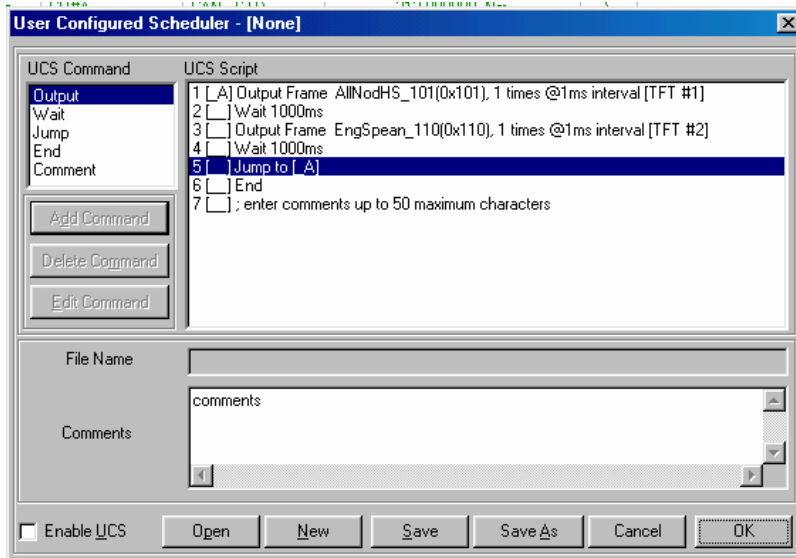 User Configured Scheduler - [None]
UCS Command
UCS Script
Output
Wait
Jump
End
Comment
1 [_A] Output Frame AllNodHS_101(0x101), 1 times @1ms interval [TFT #1]
2 [__] Wait 1000ms
3 [__] Output Frame EngSpean_110(0x110), 1 times @1ms interval [TFT #2]
4 [__] Wait 1000ms
5 [__] Jump to [_A]
6 [__] End
7 [__] ; enter comments up to 50 maximum characters
Add Command
Delete Command
Edit Command
File Name
Comments
comments
Enable UCS
Open
New
Save
Save As
Cancel
OK